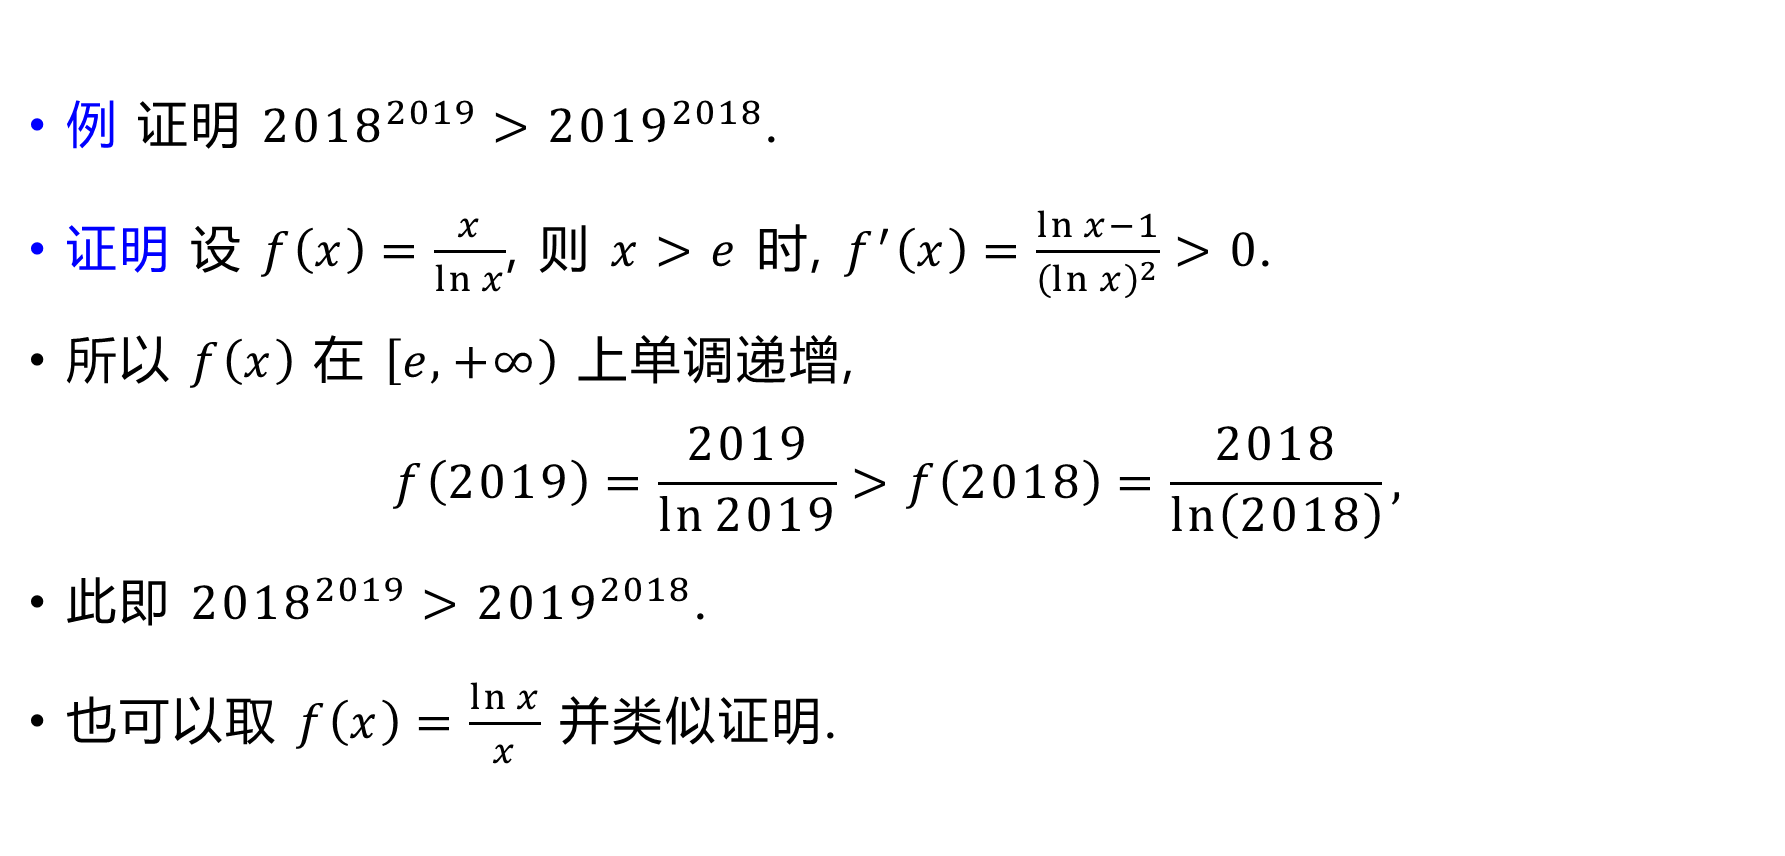 • 例 证明 2018^2019 > 2019^2018.
• 证明 设 f(x) = x/ln x, 则 x > e 时, f′(x) = (ln x−1)/(ln x)^2 > 0.
• 所以 f(x) 在 [e, +∞) 上单调递增,
f(2019) = 2019/ln 2019 > f(2018) = 2018/ln(2018),
• 此即 2018^2019 > 2019^2018.
• 也可以取 f(x) = ln x/x 并类似证明.